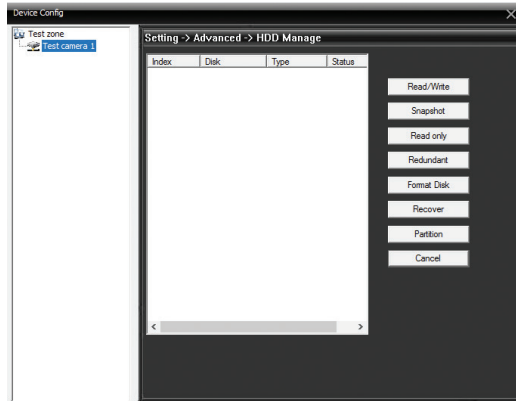 Device Config
Test zone
Test camera 1
Setting -> Advanced -> HDD Manage
Index Disk Type Status
Read/Write
Snapshot
Read only
Redundant
Format Disk
Recover
Partition
Cancel